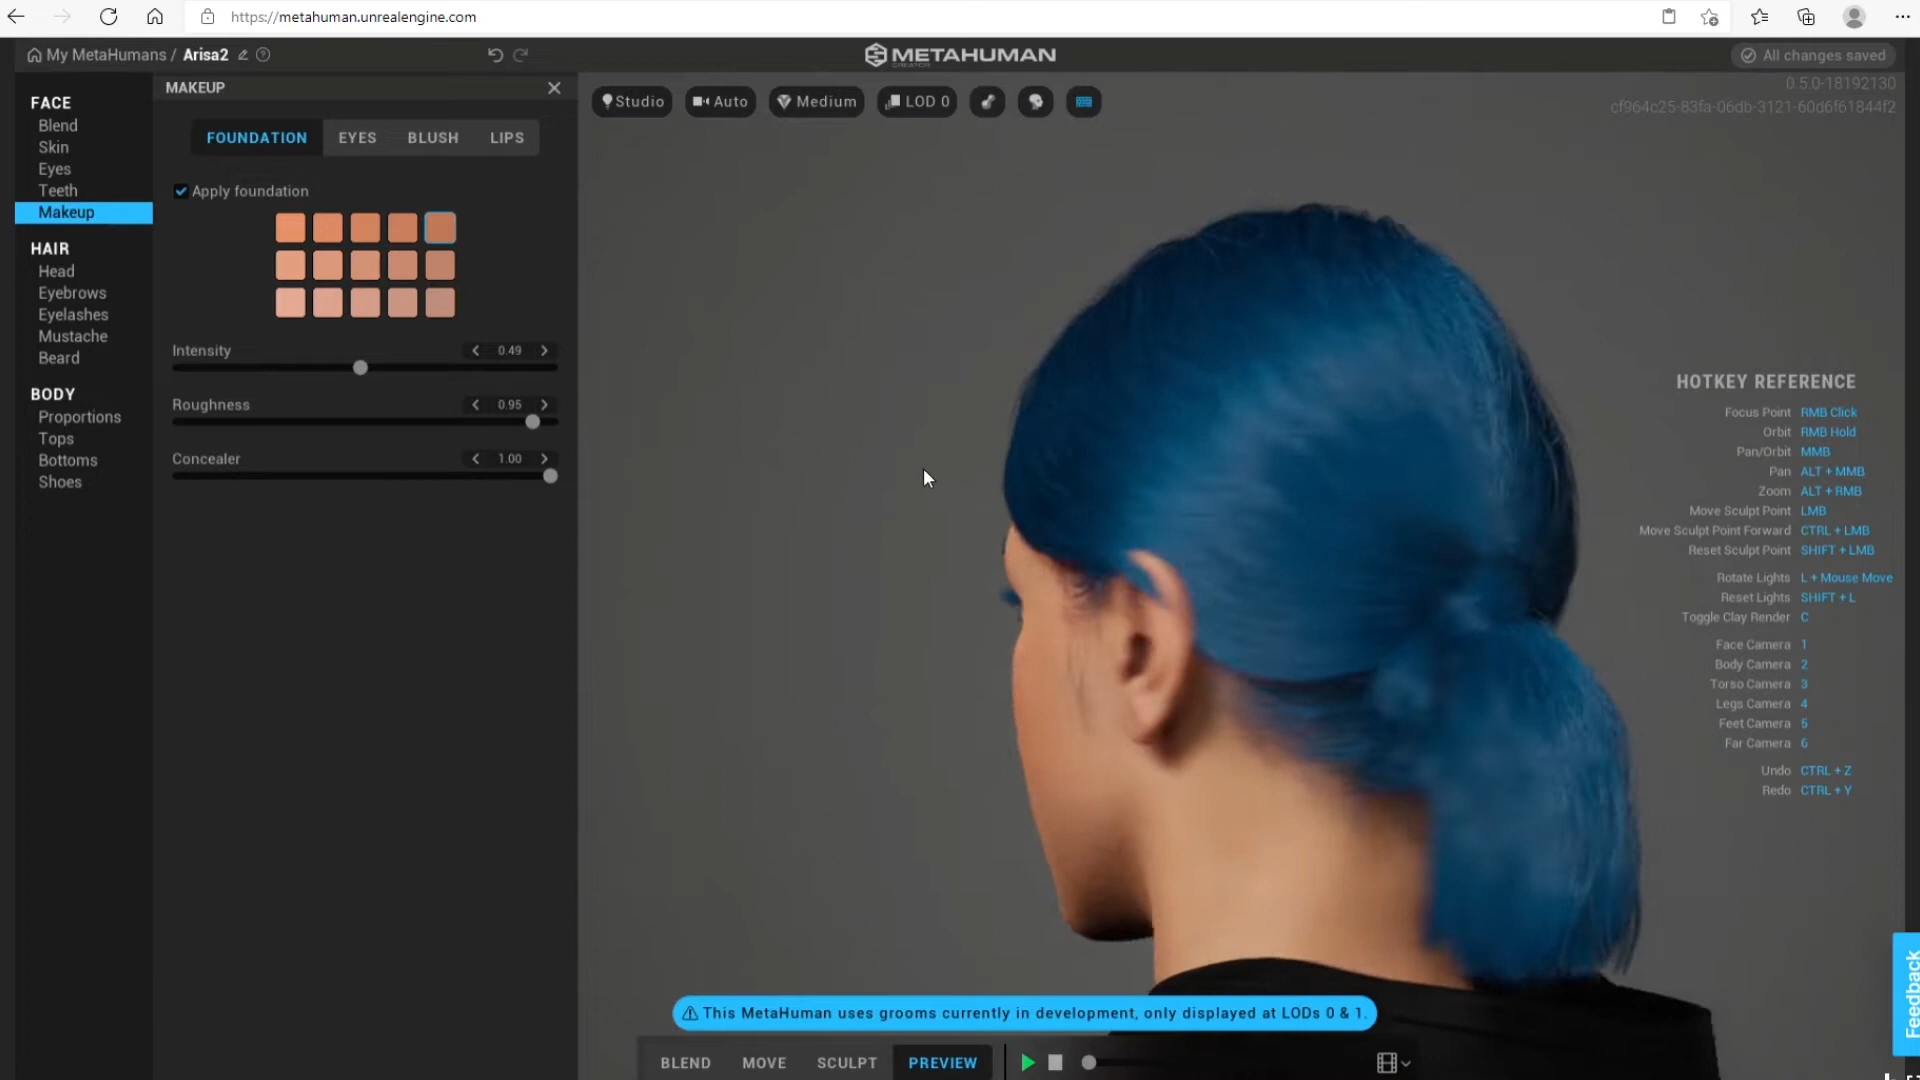 https://metahuman.unrealengine.com
My MetaHumans / Arisa2
METAHUMAN
CREATOR
All changes saved
0.5.0-18192130
cf964c25-83fa-06db-3121-60d6f61844f2
FACE
Blend
Skin
Eyes
Teeth
Makeup
HAIR
Head
Eyebrows
Eyelashes
Mustache
Beard
BODY
Proportions
Tops
Bottoms
Shoes
MAKEUP
FOUNDATION EYES BLUSH LIPS
Apply foundation
Intensity 0.49
Roughness 0.95
Concealer 1.00
Studio Auto Medium LOD 0
HOTKEY REFERENCE
Focus Point RMB Click
Orbit RMB Hold
Pan/Orbit MMB
Pan ALT + MMB
Zoom ALT + RMB
Move Sculpt Point LMB
Move Sculpt Point Forward CTRL + LMB
Reset Sculpt Point SHIFT + LMB
Rotate Lights L + Mouse Move
Reset Lights SHIFT + L
Toggle Clay Render C
Face Camera 1
Body Camera 2
Torso Camera 3
Legs Camera 4
Feet Camera 5
Far Camera 6
Undo CTRL + Z
Redo CTRL + Y
Feedback
This MetaHuman uses grooms currently in development, only displayed at LODs 0 & 1.
BLEND MOVE SCULPT PREVIEW